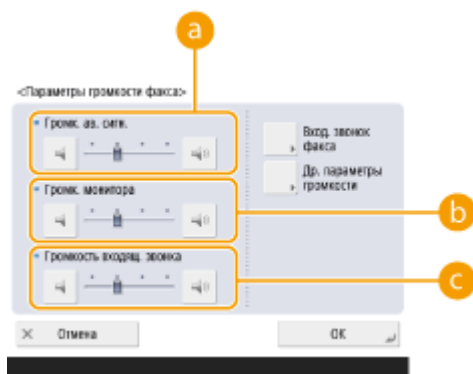 a
<Параметры громкости факса>
Громк. ав. сигн.
Вход. звонок
факса
Др. параметры
громкости
Громк. монитора
b
Громкость входящ. звонка
c
Отмена
OK